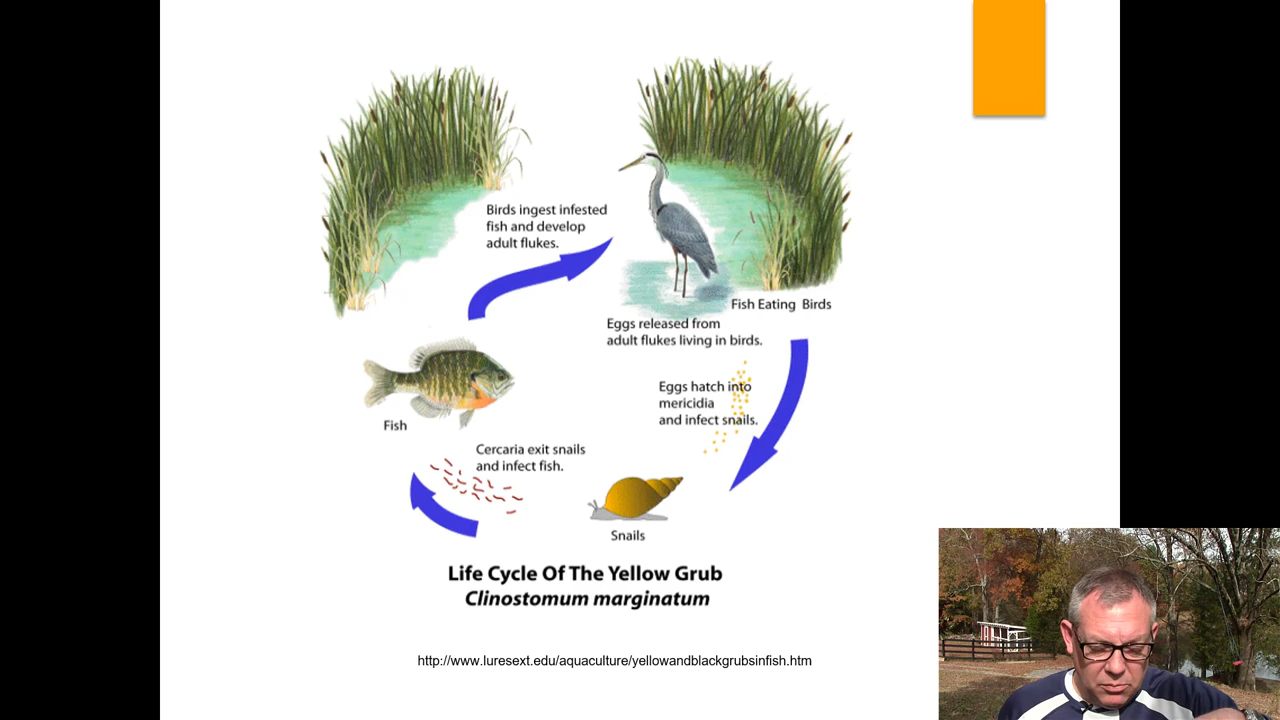 Birds ingest infested
fish and develop
adult flukes.
Fish Eating Birds
Eggs released from
adult flukes living in birds.
Eggs hatch into
mericidia
and infect snails.
Fish
Cercaria exit snails
and infect fish.
Snails
Life Cycle Of The Yellow Grub
Clinostomum marginatum
http://www.luresext.edu/aquaculture/yellowandblackgrubsinfish.htm